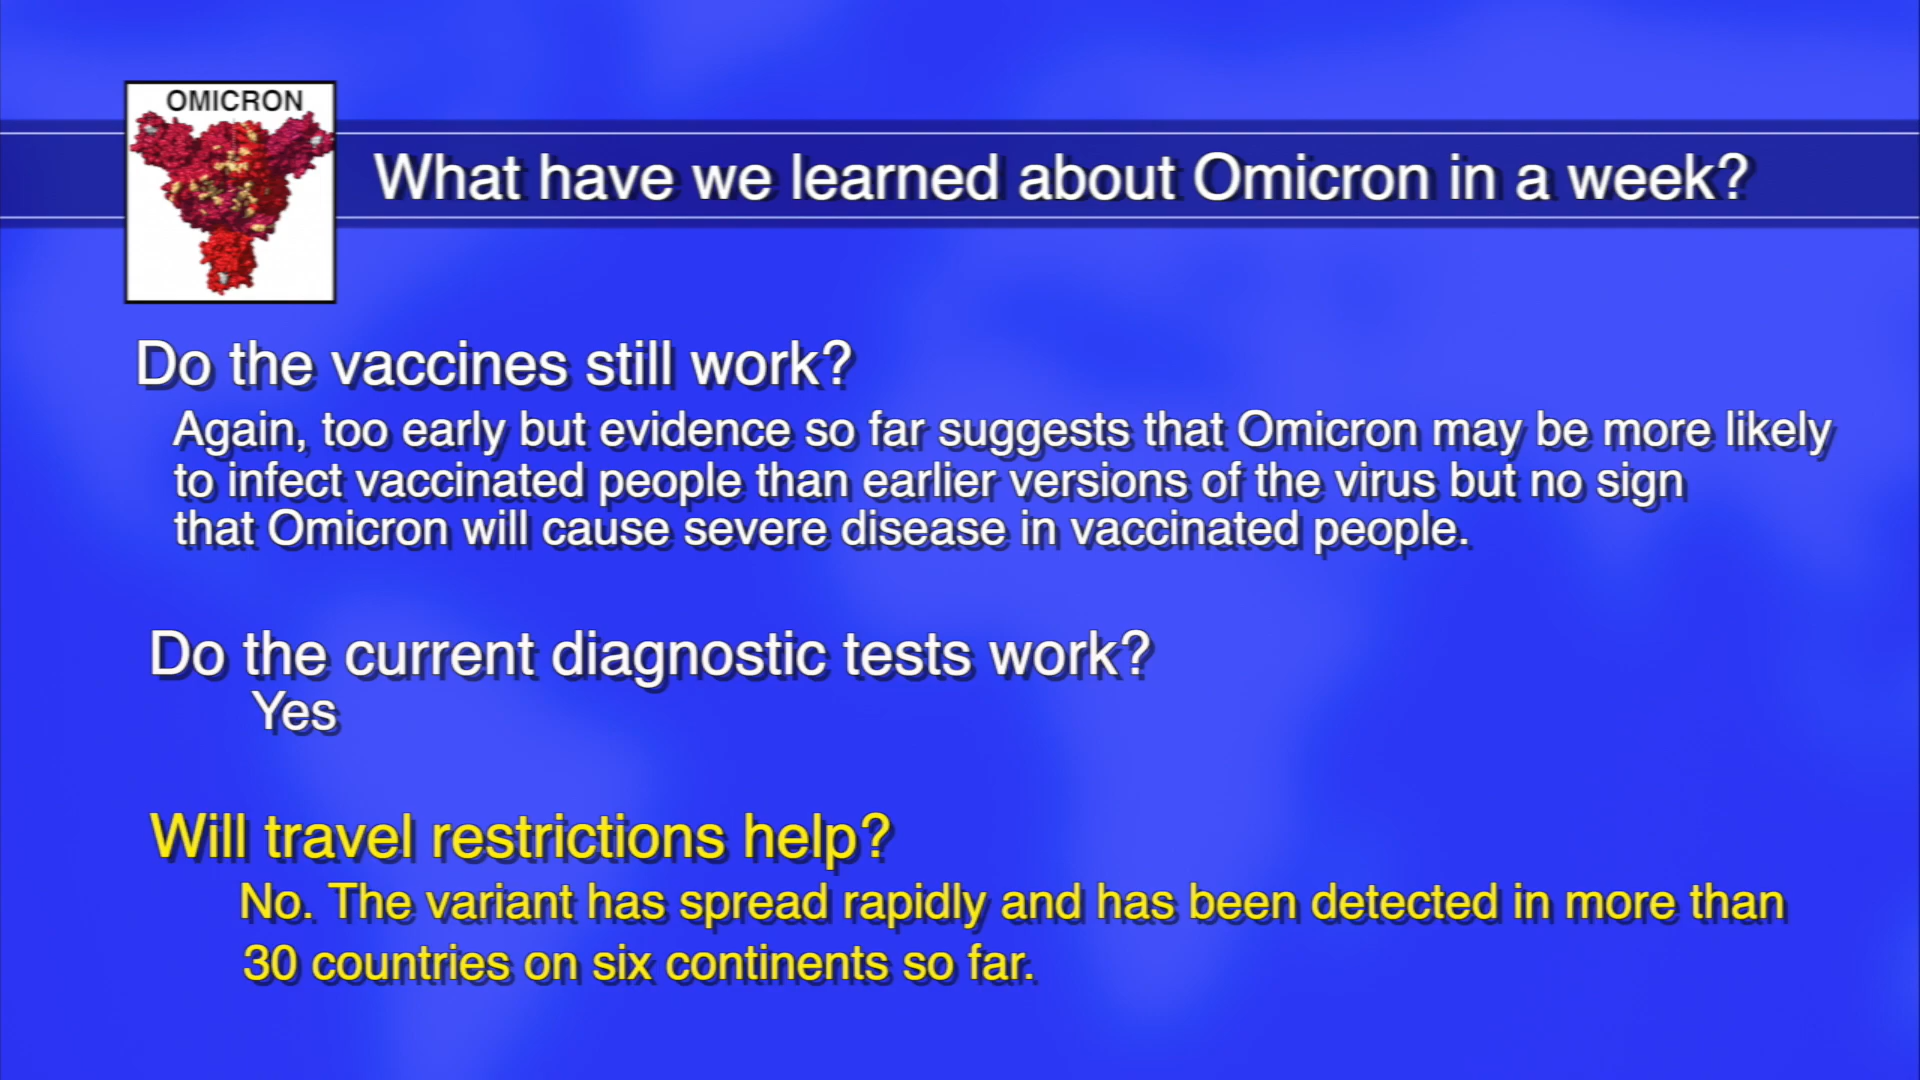 OMICRON
What have we learned about Omicron in a week?
Do the vaccines still work?
Again, too early but evidence so far suggests that Omicron may be more likely
to infect vaccinated people than earlier versions of the virus but no sign
that Omicron will cause severe disease in vaccinated people.
Do the current diagnostic tests work?
Yes
Will travel restrictions help?
No. The variant has spread rapidly and has been detected in more than
30 countries on six continents so far.